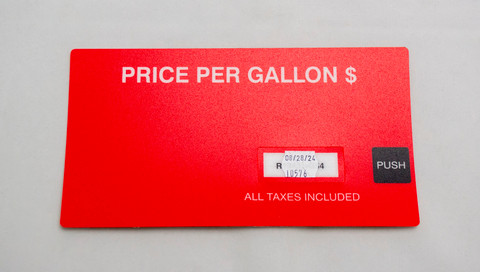 PRICE PER GALLON $
08/28/24
10576
PUSH
ALL TAXES INCLUDED